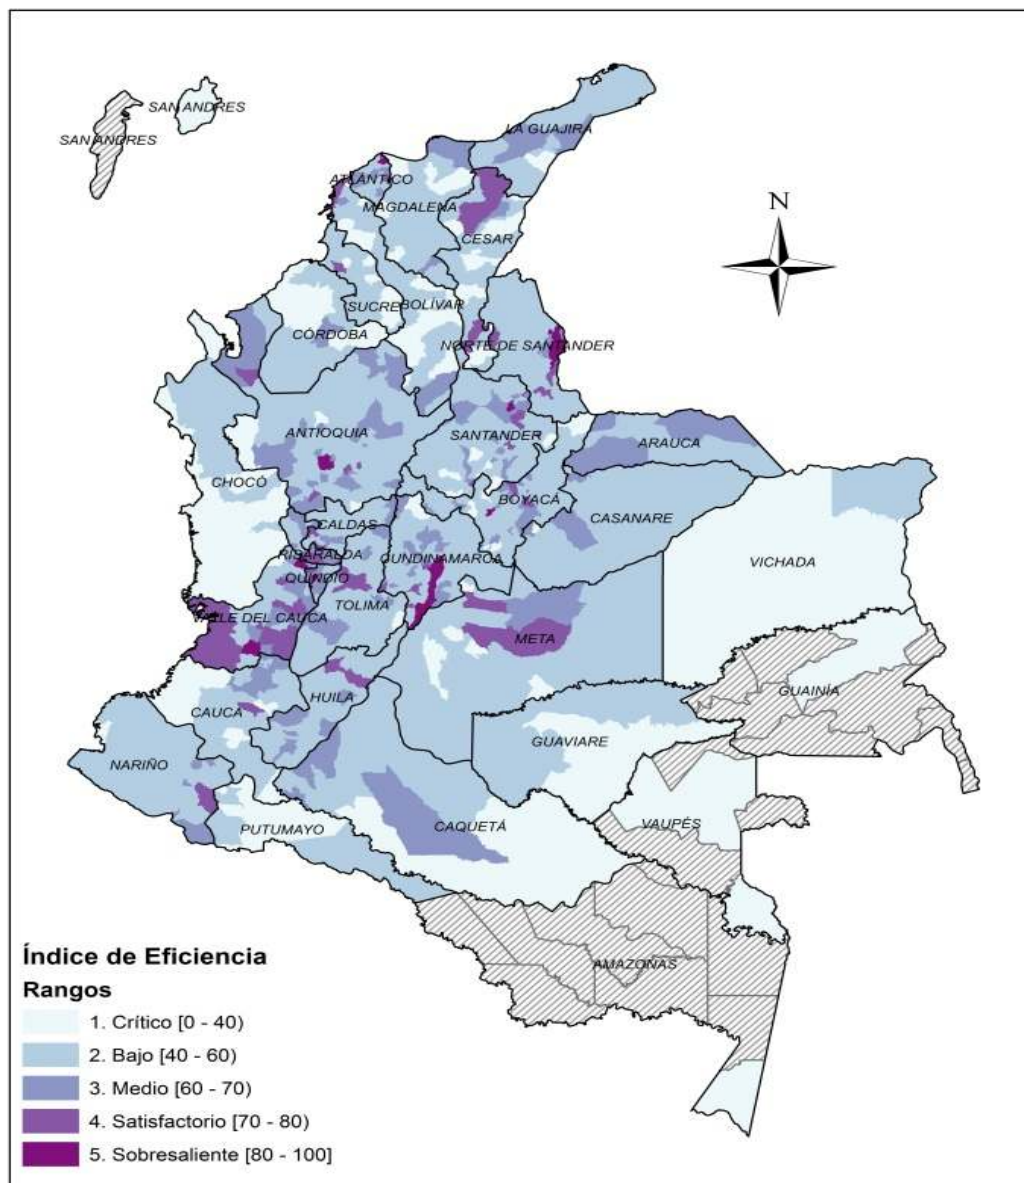 SAN ANDRES
SAN ANDRES
LA GUAJIRA
ATLÁNTICO
MAGDALENA
CESAR
N
SUCRE
BOLÍVAR
CÓRDOBA
NORTE DE SANTANDER
ANTIOQUIA
SANTANDER
ARAUCA
CHOCÓ
BOYACÁ
CASANARE
CALDAS
RISARALDA
CUNDINAMARCA
VICHADA
QUINDÍO
TOLIMA
VALLE DEL CAUCA
META
HUILA
GUAINÍA
CAUCA
GUAVIARE
NARIÑO
PUTUMAYO
CAQUETÁ
VAUPÉS
AMAZONAS
Índice de Eficiencia
Rangos
1. Crítico [0 - 40)
2. Bajo [40 - 60)
3. Medio [60 - 70)
4. Satisfactorio [70 - 80)
5. Sobresaliente [80 - 100]